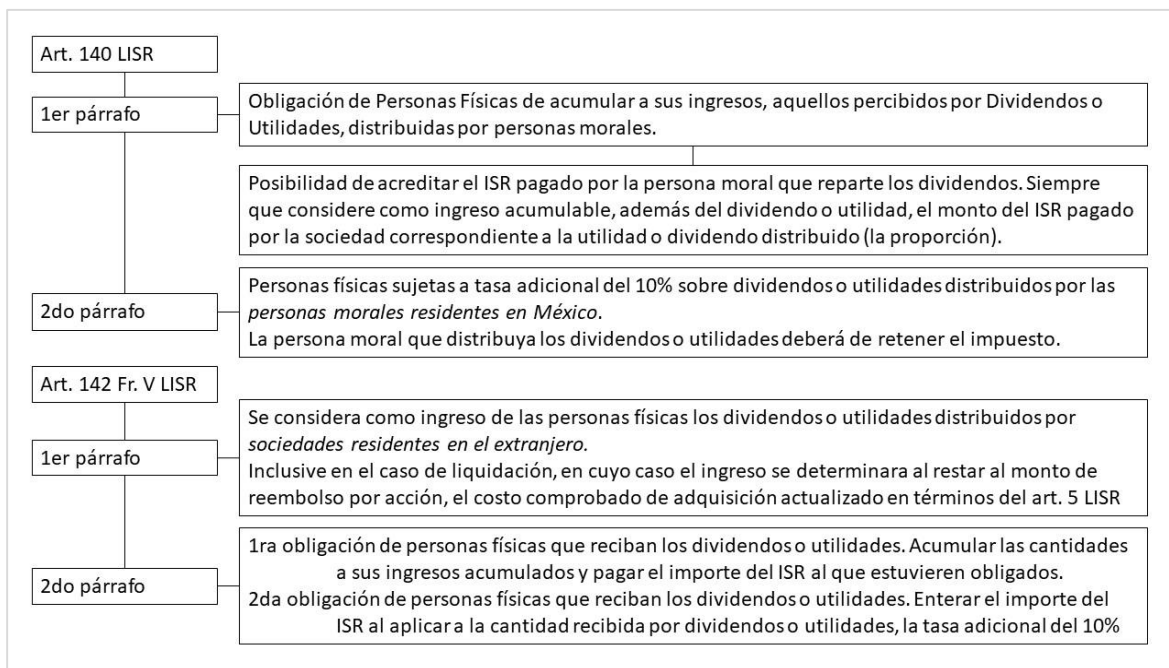 Art. 140 LISR
1er párrafo
Obligación de Personas Físicas de acumular a sus ingresos, aquellos percibidos por Dividendos o
Utilidades, distribuidas por personas morales.
Posibilidad de acreditar el ISR pagado por la persona moral que reparte los dividendos. Siempre
que considere como ingreso acumulable, además del dividendo o utilidad, el monto del ISR pagado
por la sociedad correspondiente a la utilidad o dividendo distribuido (la proporción).
2do párrafo
Personas físicas sujetas a tasa adicional del 10% sobre dividendos o utilidades distribuidos por las
personas morales residentes en México.
La persona moral que distribuya los dividendos o utilidades deberá de retener el impuesto.
Art. 142 Fr. V LISR
1er párrafo
Se considera como ingreso de las personas físicas los dividendos o utilidades distribuidos por
sociedades residentes en el extranjero.
Inclusive en el caso de liquidación, en cuyo caso el ingreso se determinara al restar al monto de
reembolso por acción, el costo comprobado de adquisición actualizado en términos del art. 5 LISR
2do párrafo
1ra obligación de personas físicas que reciban los dividendos o utilidades. Acumular las cantidades
a sus ingresos acumulados y pagar el importe del ISR al que estuvieren obligados.
2da obligación de personas físicas que reciban los dividendos o utilidades. Enterar el importe del
ISR al aplicar a la cantidad recibida por dividendos o utilidades, la tasa adicional del 10%